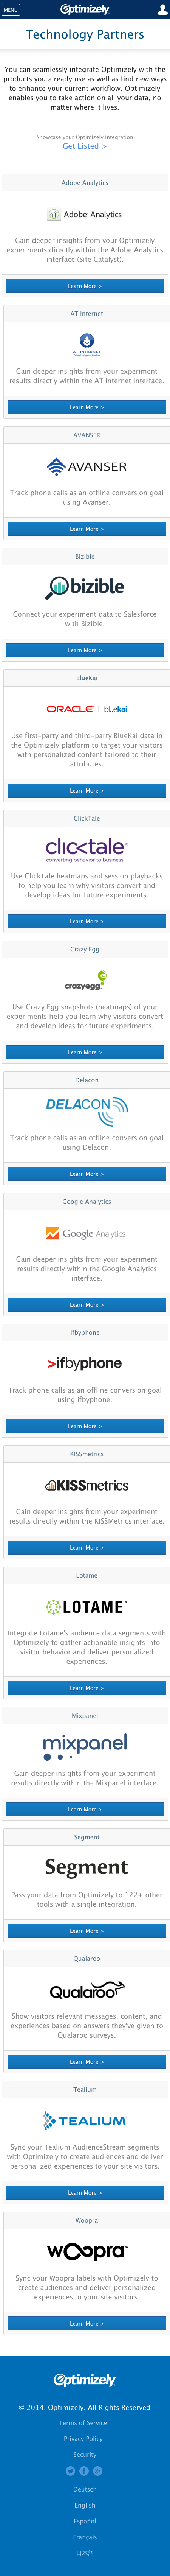 MENU
Optimizely
Technology Partners
You can seamlessly integrate Optimizely with the
products you already use as well as find new ways
to enhance your current workflow. Optimizely
enables you to take action on all your data, no
matter where it lives.
Showcase your Optimizely integration
Get Listed >
Adobe Analytics
Adobe Analytics
Gain deeper insights from your Optimizely
experiments directly within the Adobe Analytics
interface (Site Catalyst).
Learn More >
AT Internet
AT INTERNET
Gain deeper insights from your experiment
results directly within the AT Internet interface.
Learn More >
AVANSER
AVANSER
Track phone calls as an offline conversion goal
using Avanser.
Learn More >
Bizible
bizible
Connect your experiment data to Salesforce
with Bizible.
Learn More >
BlueKai
ORACLE | bluekai
Use first-party and third-party BlueKai data in
the Optimizely platform to target your visitors
with personalized content tailored to their
attributes.
Learn More >
ClickTale
clicktale
converting behavior to business
Use ClickTale heatmaps and session playbacks
to help you learn why visitors convert and
develop ideas for future experiments.
Learn More >
Crazy Egg
crazyegg
Use Crazy Egg snapshots (heatmaps) of your
experiments help you learn why visitors convert
and develop ideas for future experiments.
Learn More >
Delacon
DELACON
Track phone calls as an offline conversion goal
using Delacon.
Learn More >
Google Analytics
Google Analytics
Gain deeper insights from your experiment
results directly within the Google Analytics
interface.
Learn More >
ifbyphone
>ifbyphone
Track phone calls as an offline conversion goal
using ifbyphone.
Learn More >
KISSmetrics
KISSmetrics
Gain deeper insights from your experiment
results directly within the KISSMetrics interface.
Learn More >
Lotame
LOTAME™
Integrate Lotame's audience data segments with
Optimizely to gather actionable insights into
visitor behavior and deliver personalized
experiences.
Learn More >
Mixpanel
mixpanel
Gain deeper insights from your experiment
results directly within the Mixpanel interface.
Learn More >
Segment
Segment
Pass your data from Optimizely to 122+ other
tools with a single integration.
Learn More >
Qualaroo
Qualaroo
Show visitors relevant messages, content, and
experiences based on answers they've given to
Qualaroo surveys.
Learn More >
Tealium
TEALIUM
Sync your Tealium AudienceStream segments
with Optimizely to create audiences and deliver
personalized experiences to your site visitors.
Learn More >
Woopra
woopra™
Sync your Woopra labels with Optimizely to
create audiences and deliver personalized
experiences to your site visitors.
Learn More >
Optimizely
© 2014, Optimizely. All Rights Reserved
Terms of Service
Privacy Policy
Security
Deutsch
English
Español
Français
日本語